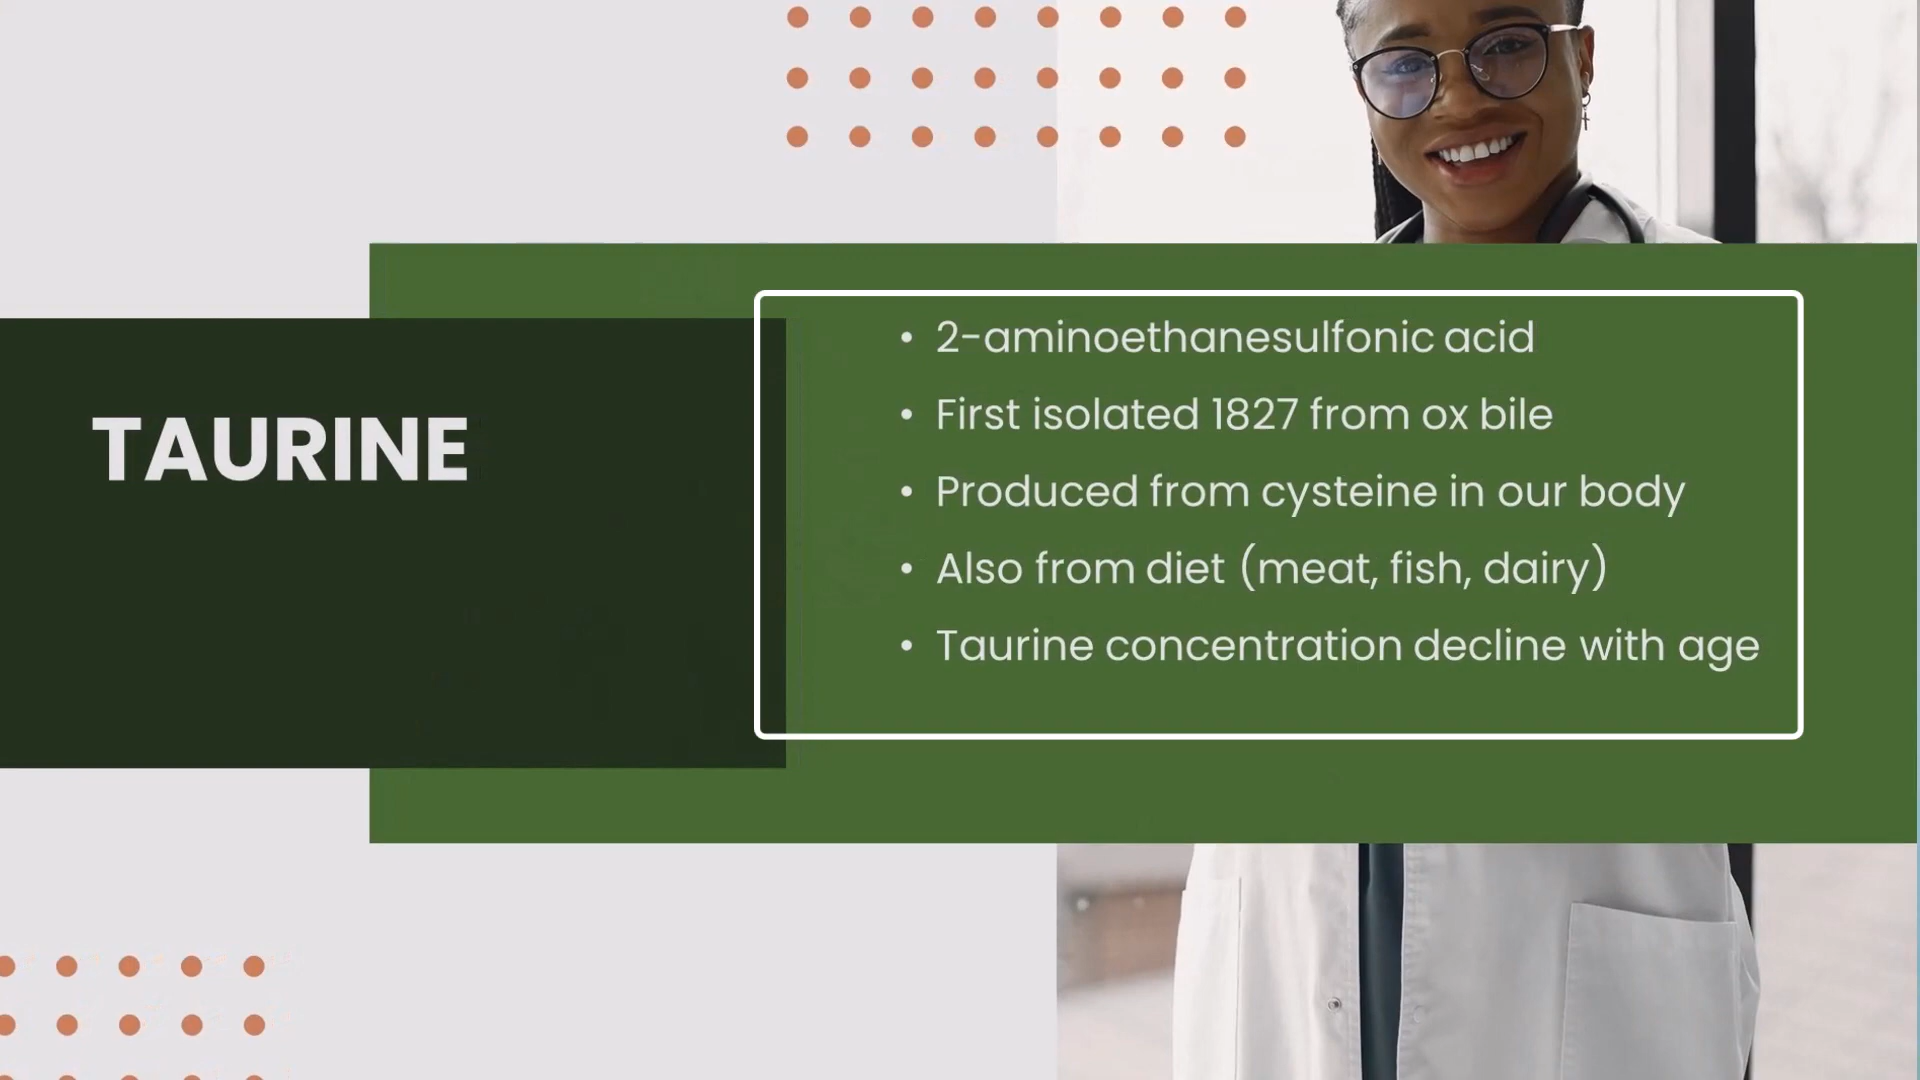 TAURINE
• 2-aminoethanesulfonic acid
• First isolated 1827 from ox bile
• Produced from cysteine in our body
• Also from diet (meat, fish, dairy)
• Taurine concentration decline with age